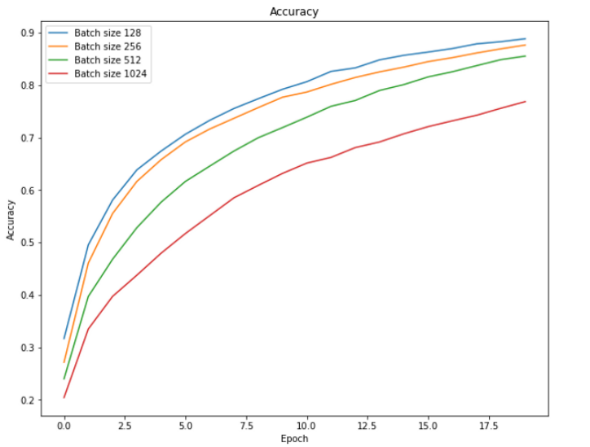 Accuracy
Batch size 128
Batch size 256
Batch size 512
Batch size 1024
0.9
0.8
0.7
0.6
0.5
0.4
0.3
0.2
Accuracy
0.0 2.5 5.0 7.5 10.0 12.5 15.0 17.5
Epoch